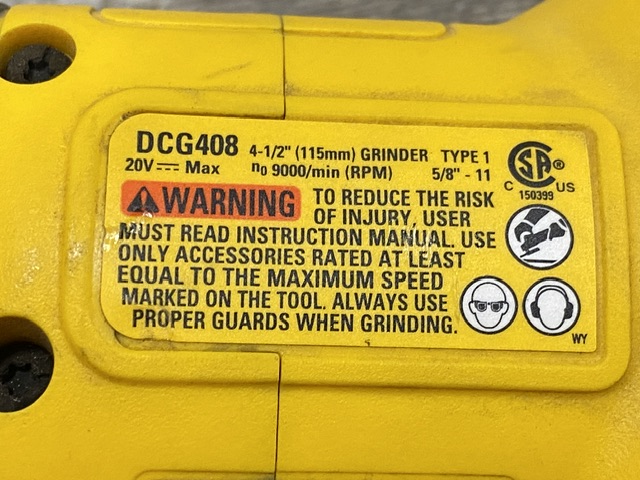 DCG408 4-1/2" (115mm) GRINDER TYPE 1
20V⎓ Max n0 9000/min (RPM) 5/8" - 11
CSA®
C US
150399
WARNING TO REDUCE THE RISK
OF INJURY, USER
MUST READ INSTRUCTION MANUAL. USE
ONLY ACCESSORIES RATED AT LEAST
EQUAL TO THE MAXIMUM SPEED
MARKED ON THE TOOL. ALWAYS USE
PROPER GUARDS WHEN GRINDING.
WY